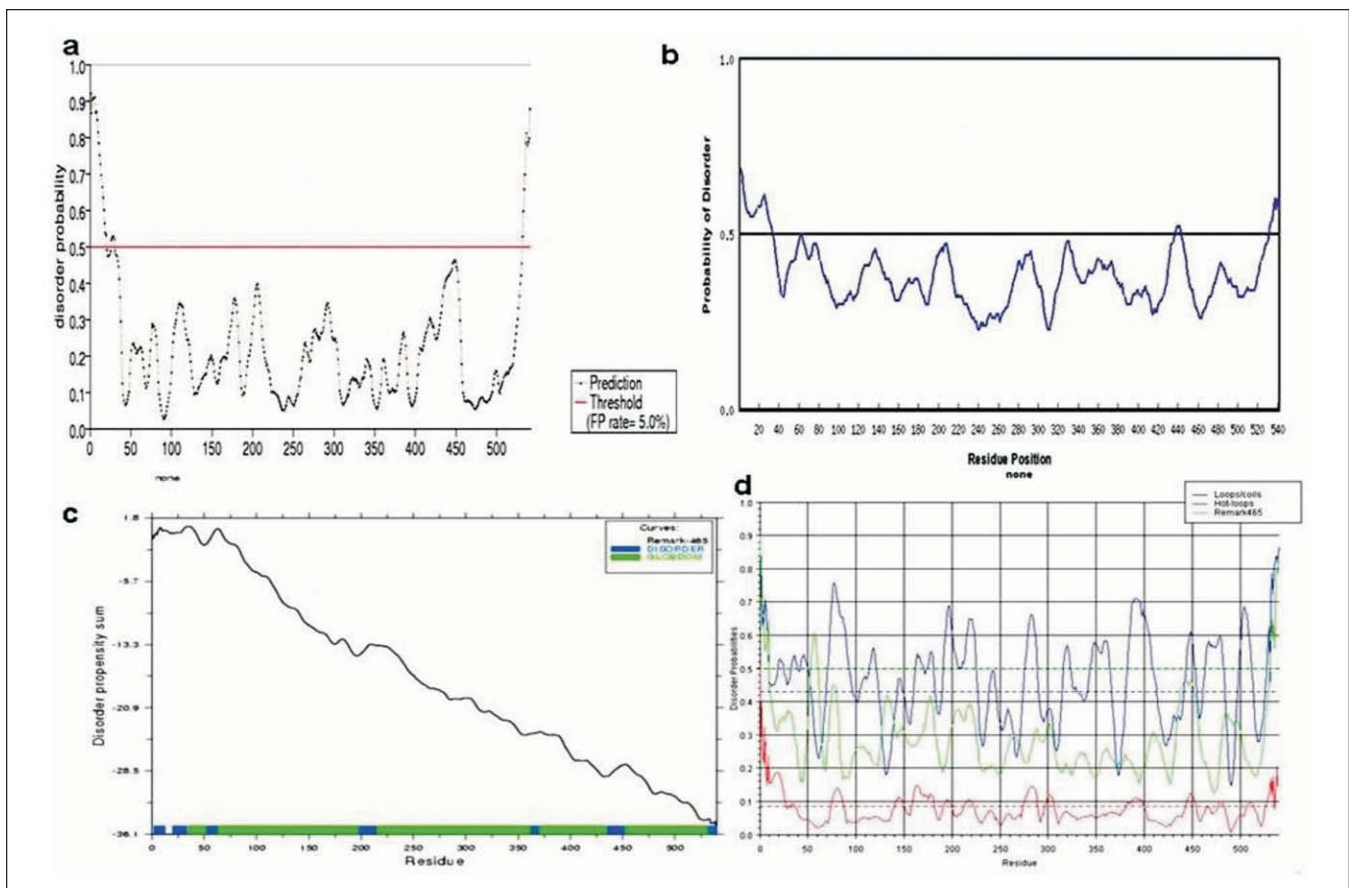 a
1.0
0.9
0.8
0.7
0.6
0.5
0.4
0.3
0.2
0.1
0.0
disorder probability
0 50 100 150 200 250 300 350 400 450 500
none
Prediction
Threshold
(FP rate= 5.0%)
b
1.0
0.5
0.0
Probability of Disorder
20 40 60 80 100 120 140 160 180 200 220 240 260 280 300 320 340 360 380 400 420 440 460 480 500 520 540
Residue Position
none
c
1.8
-5.7
-13.3
-20.9
-28.5
-36.1
Disorder propensity sum
0 50 100 150 200 250 300 350 400 450 500
Residue
Curves:
Remark-465
DISORDER
GLOBDOM
d
Loops/coils
Hot-loops
Remark465
1.0
0.9
0.8
0.7
0.6
0.5
0.4
0.3
0.2
0.1
0.0
Disorder Probabilities
0 50 100 150 200 250 300 350 400 450 500
Residue